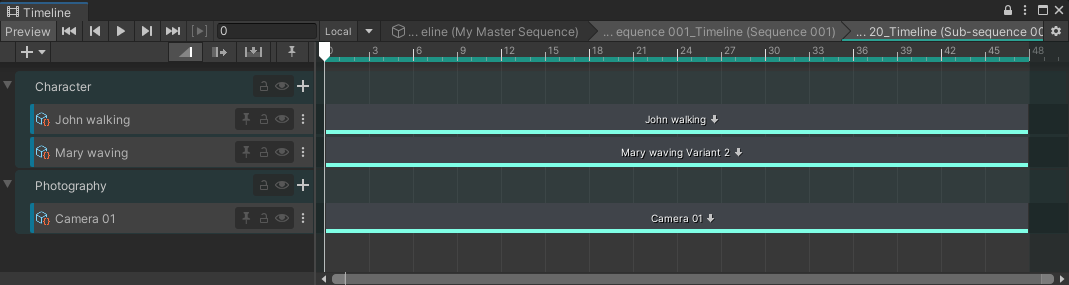 Timeline
Preview 0 Local ... eline (My Master Sequence) ... equence 001_Timeline (Sequence 001) ... 20_Timeline (Sub-sequence 00
0 3 6 9 12 15 18 21 24 27 30 33 36 39 42 45 48
Character
John walking John walking
Mary waving Mary waving Variant 2
Photography
Camera 01 Camera 01